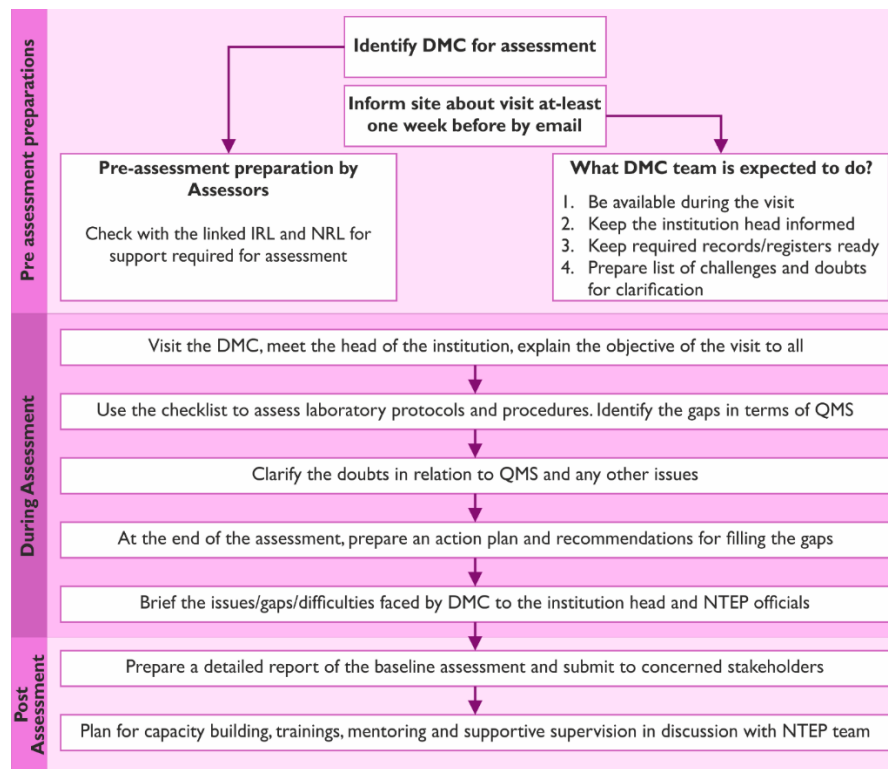 Pre assessment preparations
Identify DMC for assessment
Inform site about visit at-least
one week before by email
Pre-assessment preparation by
Assessors
Check with the linked IRL and NRL for
support required for assessment
What DMC team is expected to do?
1. Be available during the visit
2. Keep the institution head informed
3. Keep required records/registers ready
4. Prepare list of challenges and doubts
for clarification
During Assessment
Visit the DMC, meet the head of the institution, explain the objective of the visit to all
Use the checklist to assess laboratory protocols and procedures. Identify the gaps in terms of QMS
Clarify the doubts in relation to QMS and any other issues
At the end of the assessment, prepare an action plan and recommendations for filling the gaps
Brief the issues/gaps/difficulties faced by DMC to the institution head and NTEP officials
Post
Assessment
Prepare a detailed report of the baseline assessment and submit to concerned stakeholders
Plan for capacity building, trainings, mentoring and supportive supervision in discussion with NTEP team